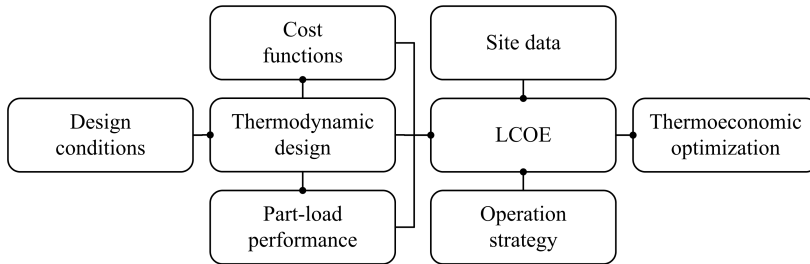 Cost
functions
Site data
Design
conditions
Thermodynamic
design
LCOE
Thermoeconomic
optimization
Part-load
performance
Operation
strategy